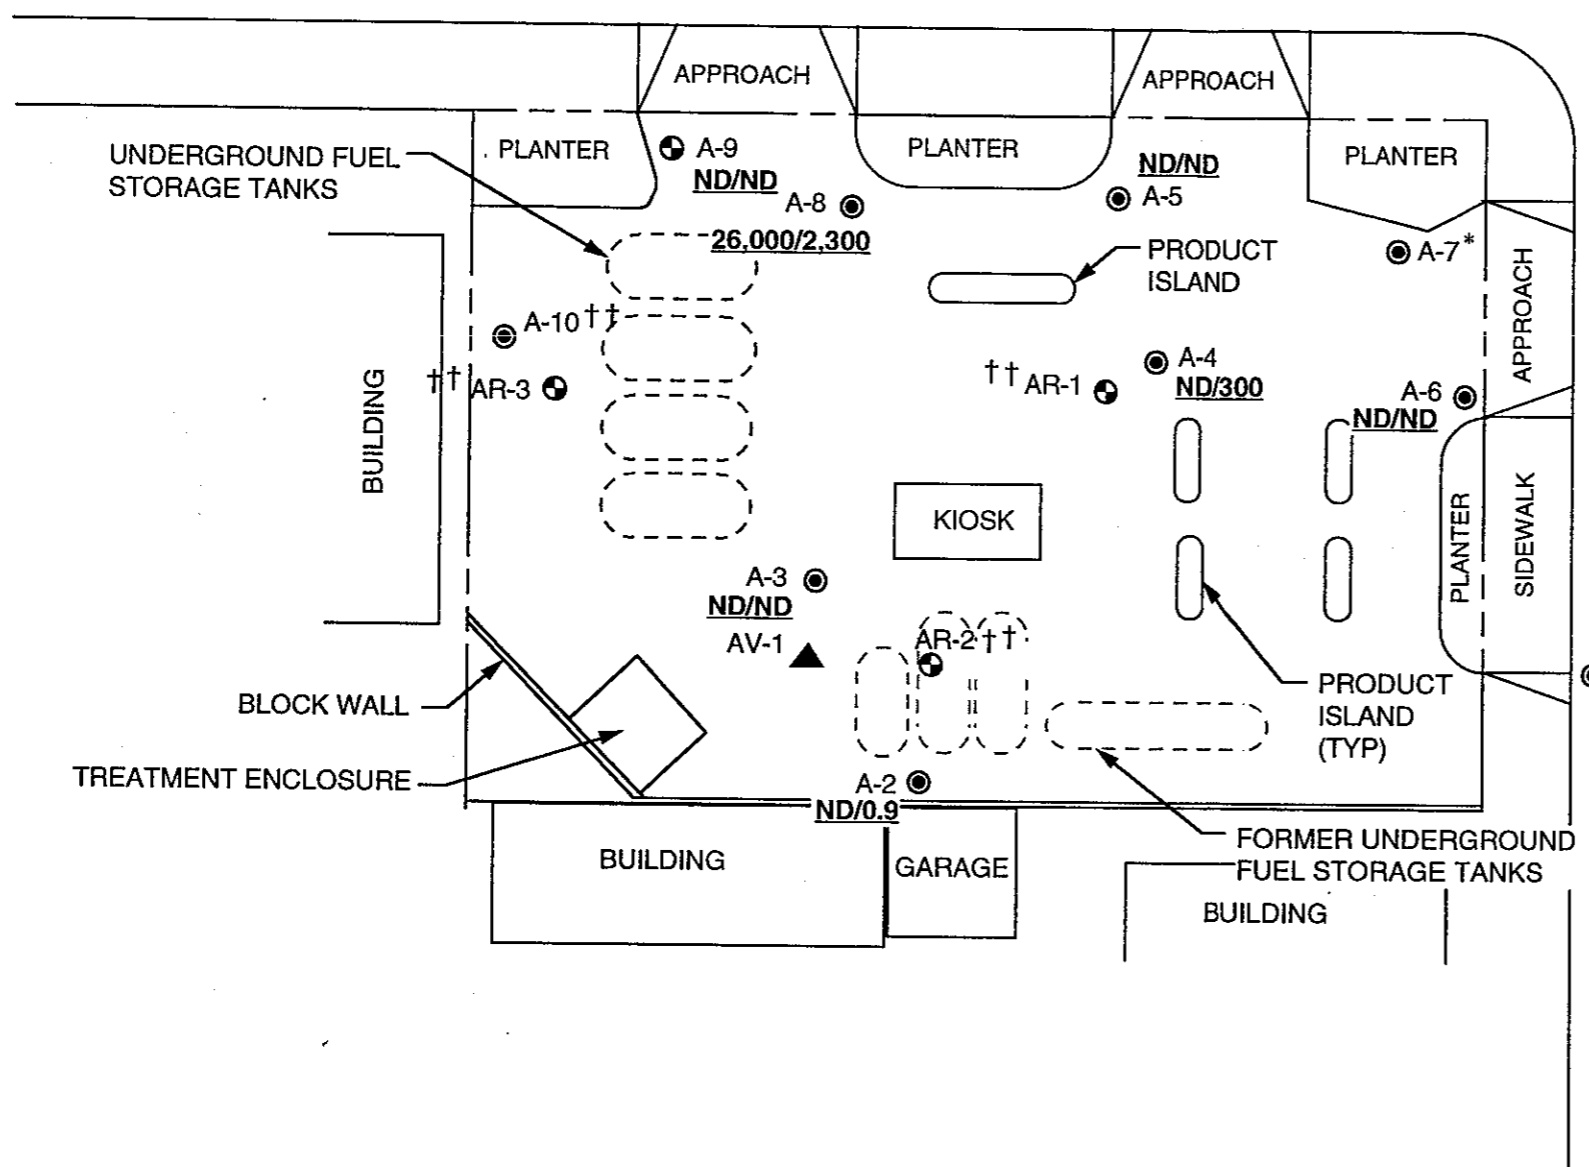 APPROACH
APPROACH
UNDERGROUND FUEL
STORAGE TANKS
PLANTER
A-9
ND/ND
PLANTER
ND/ND
A-5
PLANTER
A-8
26,000/2,300
PRODUCT
ISLAND
A-7*
APPROACH
A-10††
†† AR-3
†† AR-1
A-4
ND/300
A-6
ND/ND
BUILDING
KIOSK
PLANTER
SIDEWALK
A-3
ND/ND
AV-1
AR-2††
BLOCK WALL
PRODUCT
ISLAND
(TYP)
TREATMENT ENCLOSURE
A-2
ND/0.9
BUILDING
GARAGE
FORMER UNDERGROUND
FUEL STORAGE TANKS
BUILDING